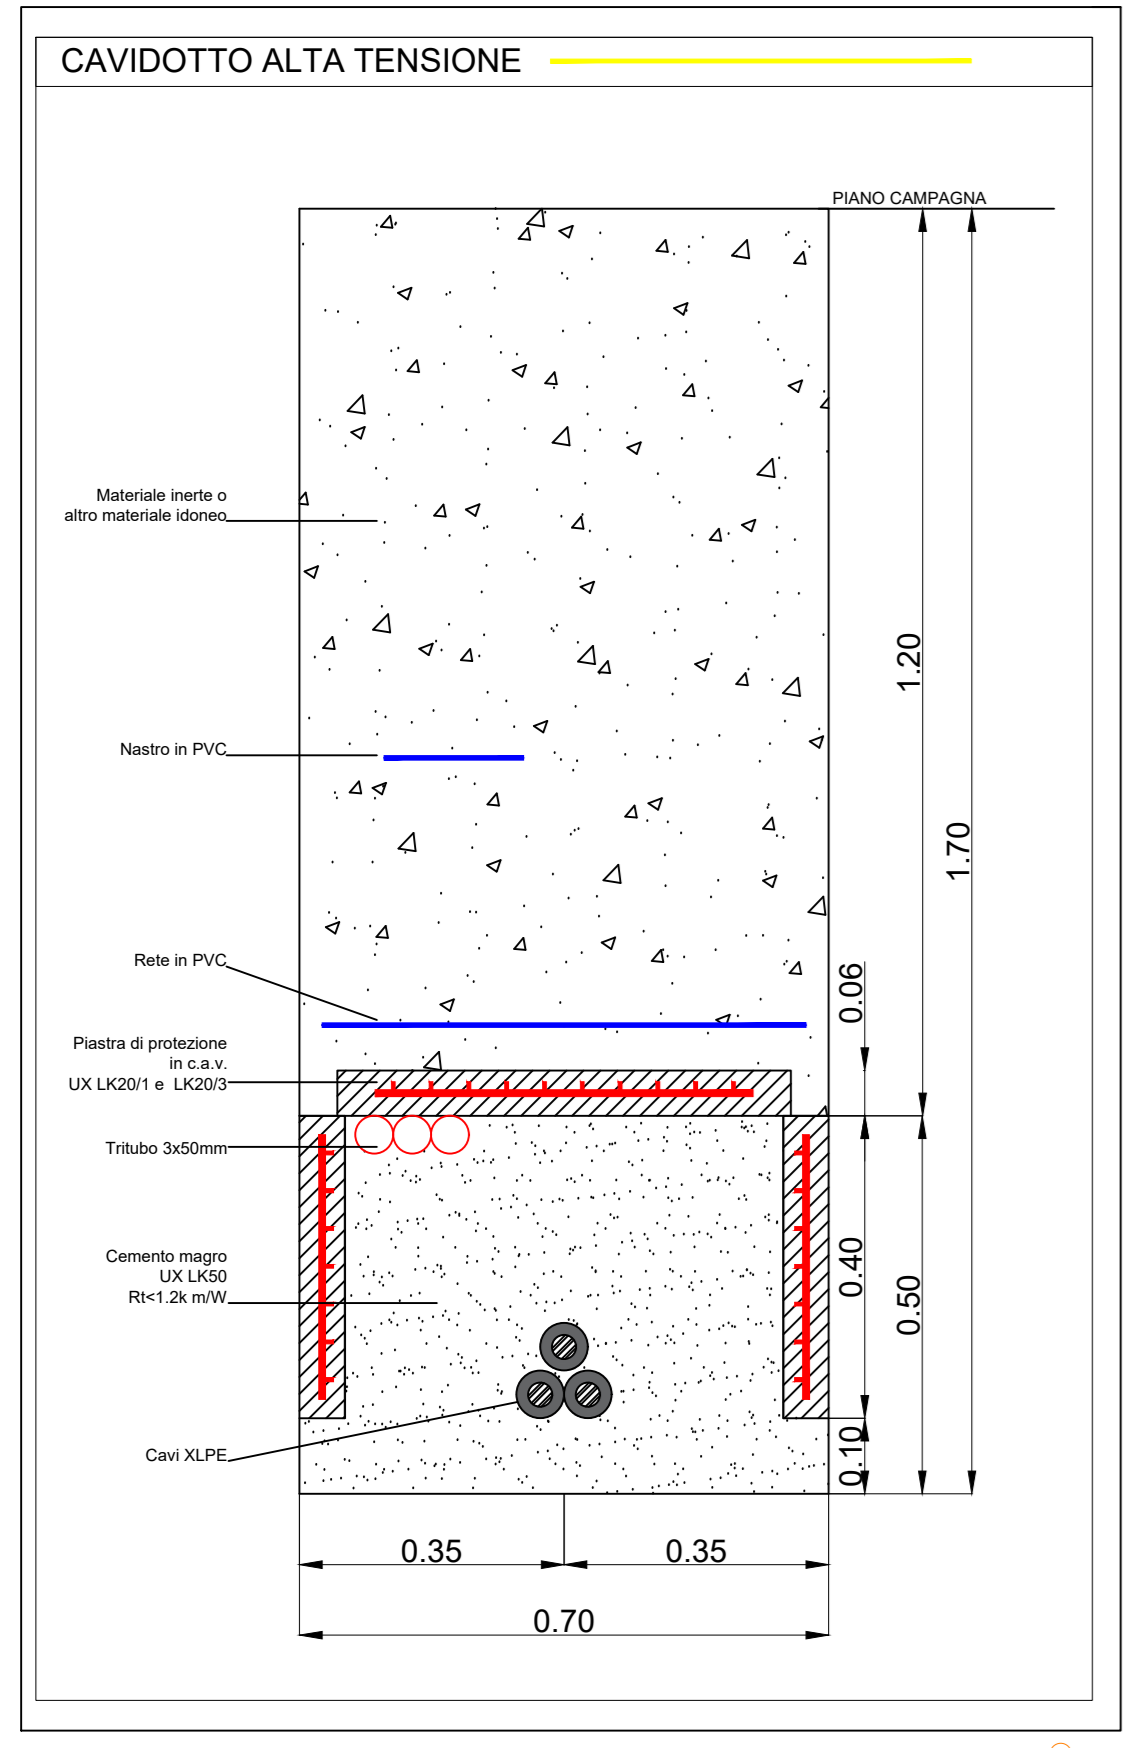 CAVIDOTTO ALTA TENSIONE
PIANO CAMPAGNA
Materiale inerte o
altro materiale idoneo
1.20
Nastro in PVC
1.70
Rete in PVC
0.06
Piastra di protezione
in c.a.v.
UX LK20/1 e LK20/3
Tritubo 3x50mm
Cemento magro
UX LK50
Rt<1.2k m/W
0.40
0.50
Cavi XLPE
0.10
0.35
0.35
0.70